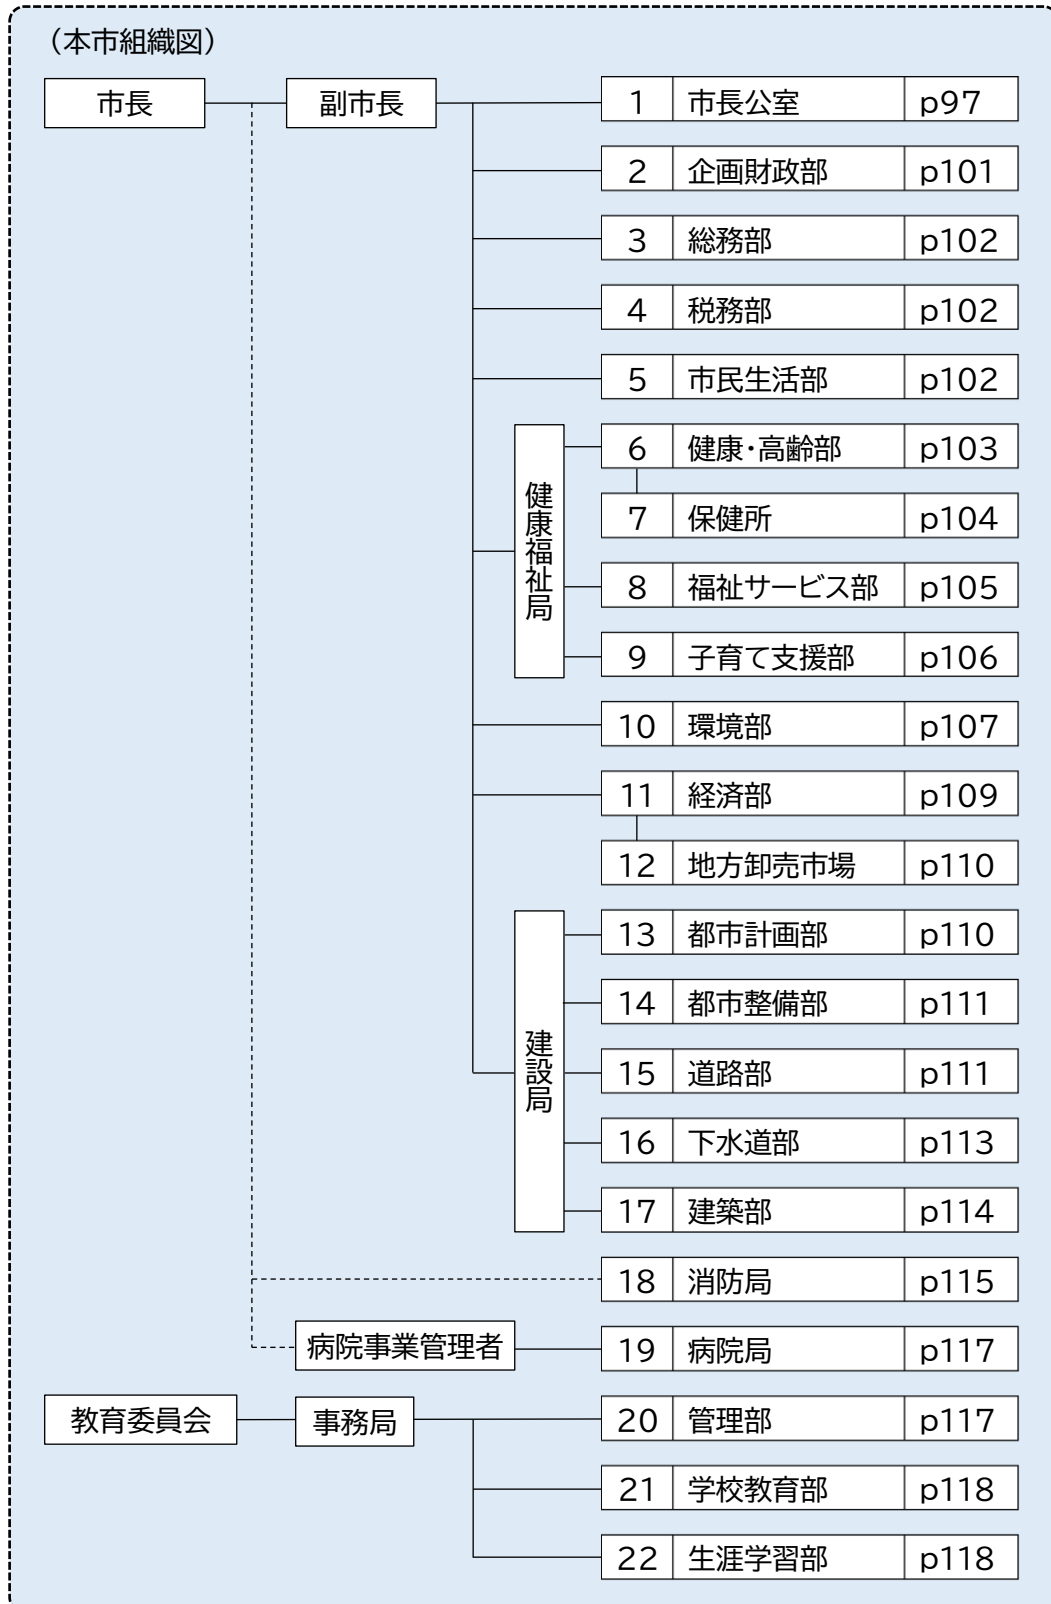 (本市組織図)
市長 副市長 1 市長公室 p97
2 企画財政部 p101
3 総務部 p102
4 税務部 p102
5 市民生活部 p102
健康福祉局
6 健康・高齢部 p103
7 保健所 p104
8 福祉サービス部 p105
9 子育て支援部 p106
10 環境部 p107
11 経済部 p109
12 地方卸売市場 p110
建設局
13 都市計画部 p110
14 都市整備部 p111
15 道路部 p111
16 下水道部 p113
17 建築部 p114
18 消防局 p115
病院事業管理者 19 病院局 p117
教育委員会 事務局 20 管理部 p117
21 学校教育部 p118
22 生涯学習部 p118